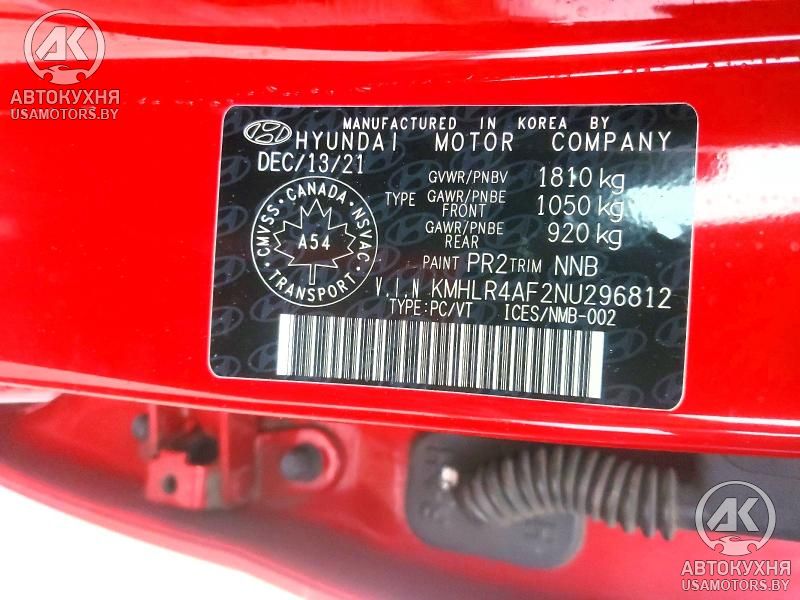 АК
АВТОКУХНЯ
USAMOTORS.BY
MANUFACTURED IN KOREA BY
HYUNDAI MOTOR COMPANY
DEC/13/21
GVWR/PNBV 1810 kg
TYPE GAWR/PNBE FRONT 1050 kg
GAWR/PNBE REAR 920 kg
CANADA
CMVSS NSVAC
A54
TRANSPORT
PAINT PR2 TRIM NNB
V.I.N KMHLR4AF2NU296812
TYPE:PC/VT ICES/NMB-002
АК
АВТОКУХНЯ
USAMOTORS.BY